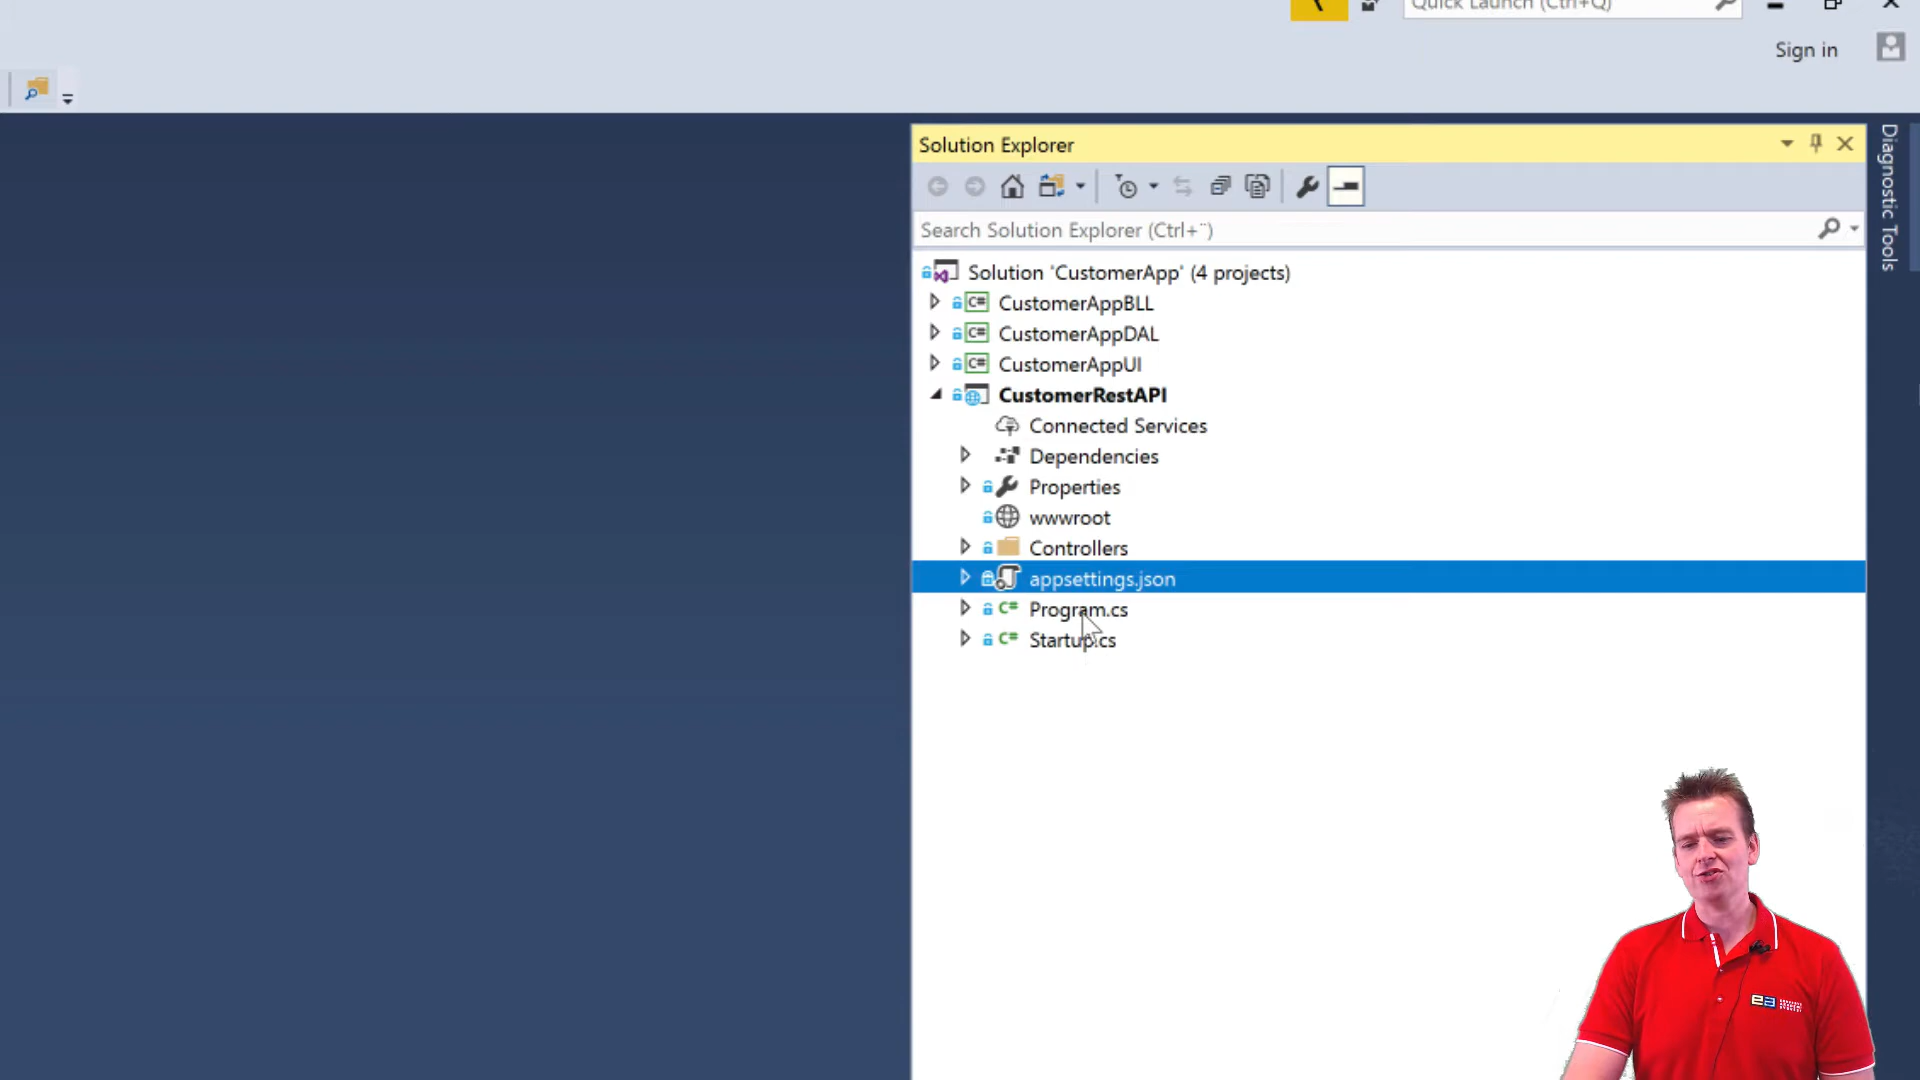 Quick Launch (Ctrl+Q)
Sign in
Solution Explorer
Search Solution Explorer (Ctrl+¨)
Solution 'CustomerApp' (4 projects)
C# CustomerAppBLL
C# CustomerAppDAL
C# CustomerAppUI
CustomerRestAPI
Connected Services
Dependencies
Properties
wwwroot
Controllers
appsettings.json
C# Program.cs
C# Startup.cs
Diagnostic Tools
ea